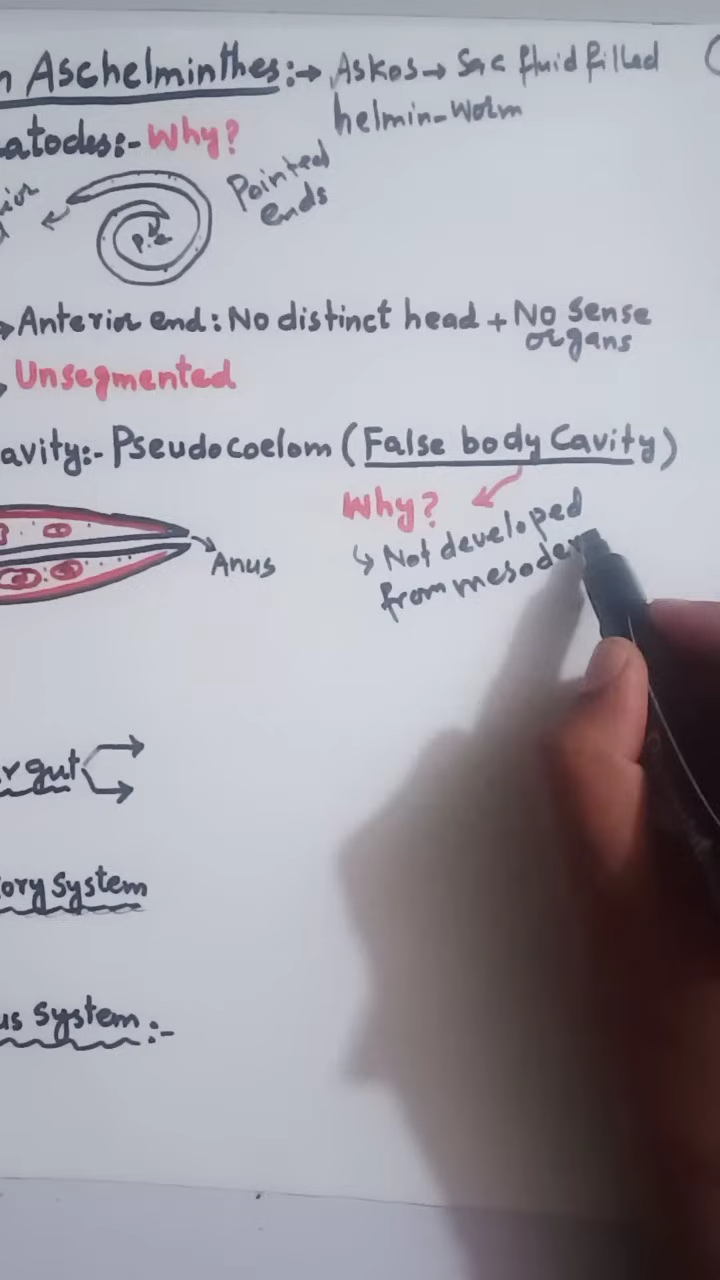 n Aschelminthes:→ Askos→ Sac fluid filled
helmin-Worm
atodes:- Why?
Pointed
ends
→Anterior end: No distinct head + No Sense
organs
Unsegmented
avity:- Pseudocoelom (False body Cavity)
Why?
↳ Not developed
from mesode
Anus
gut
ory System
us System:-